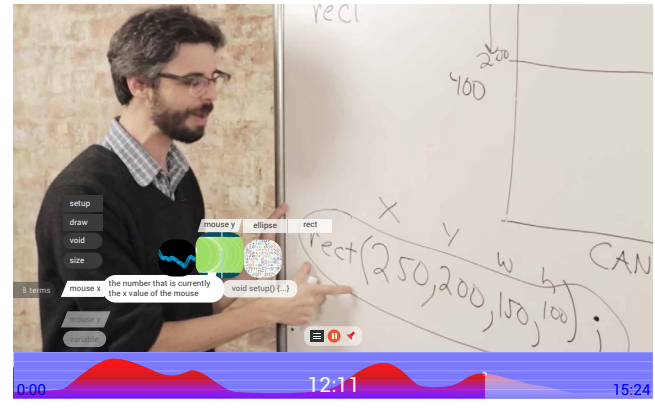 rect
200
400
setup
draw
void
size
mouse y ellipse rect
X Y W h
rect(250,200,150,100);
CAN
8 terms
mouse x
the number that is currently
the x value of the mouse
void setup() {...}
mouse y
variable
0:00
12:11
15:24